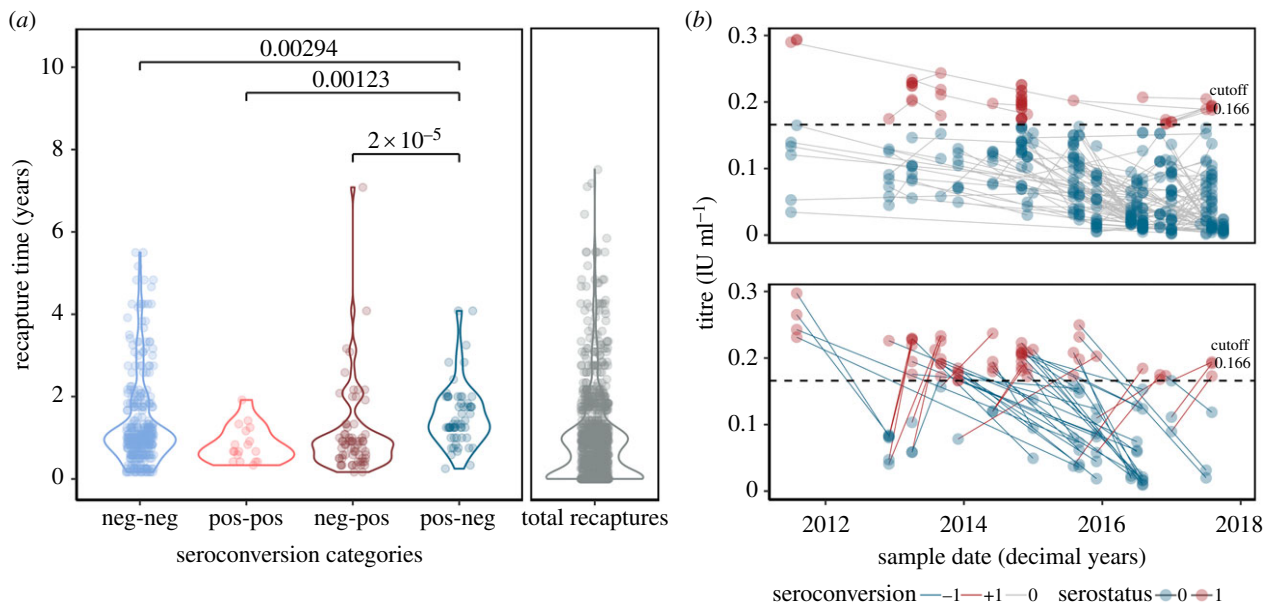 (a)
10
8
6
4
2
0
recapture time (years)
0.00294
0.00123
2 × 10⁻⁵
neg-neg pos-pos neg-pos pos-neg total recaptures
seroconversion categories
(b)
0.3
0.2
0.1
0
cutoff
0.166
0.3
0.2
0.1
0
cutoff
0.166
titre (IU ml⁻¹)
2012 2014 2016 2018
sample date (decimal years)
seroconversion –1 +1 0 serostatus 0 1